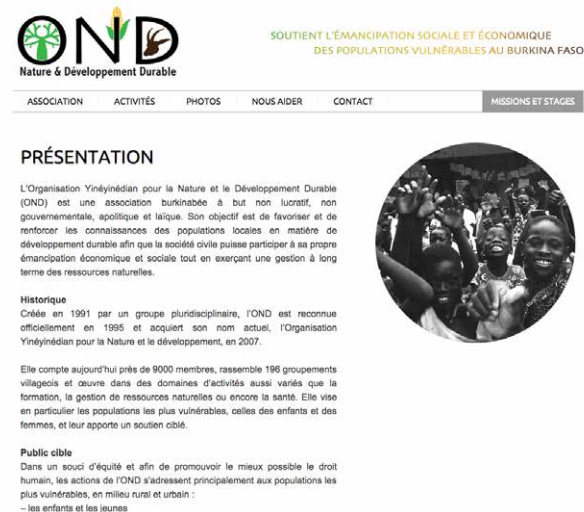 OND
Nature & Développement Durable
SOUTIENT L'ÉMANCIPATION SOCIALE ET ÉCONOMIQUE
DES POPULATIONS VULNÉRABLES AU BURKINA FASO
ASSOCIATION ACTIVITÉS PHOTOS NOUS AIDER CONTACT MISSIONS ET STAGES
PRÉSENTATION
L'Organisation Yinéyinédian pour la Nature et le Développement Durable
(OND) est une association burkinabée à but non lucratif, non
gouvernementale, apolitique et laïque. Son objectif est de favoriser et de
renforcer les connaissances des populations locales en matière de
développement durable afin que la société civile puisse participer à sa propre
émancipation économique et sociale tout en exerçant une gestion à long
terme des ressources naturelles.
Historique
Créée en 1991 par un groupe pluridisciplinaire, l'OND est reconnue
officiellement en 1995 et acquiert son nom actuel, l'Organisation
Yinéyinédian pour la Nature et le développement, en 2007.
Elle compte aujourd'hui près de 9000 membres, rassemble 196 groupements
villageois et œuvre dans des domaines d'activités aussi variés que la
formation, la gestion de ressources naturelles ou encore la santé. Elle vise
en particulier les populations les plus vulnérables, celles des enfants et des
femmes, et leur apporte un soutien ciblé.
Public cible
Dans un souci d'équité et afin de promouvoir le mieux possible le droit
humain, les actions de l'OND s'adressent principalement aux populations les
plus vulnérables, en milieu rural et urbain :
– les enfants et les jeunes